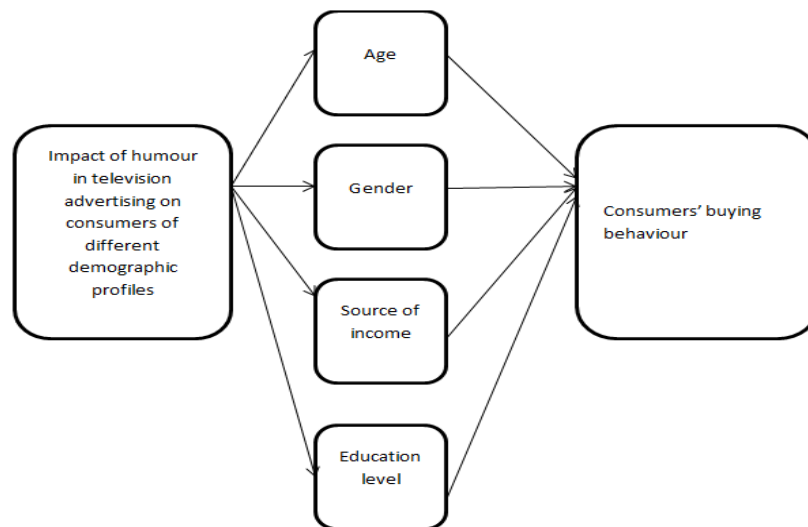 Age
Impact of humour
in television
advertising on
consumers of
different
demographic
profiles
Gender
Consumers’ buying
behaviour
Source of
income
Education
level